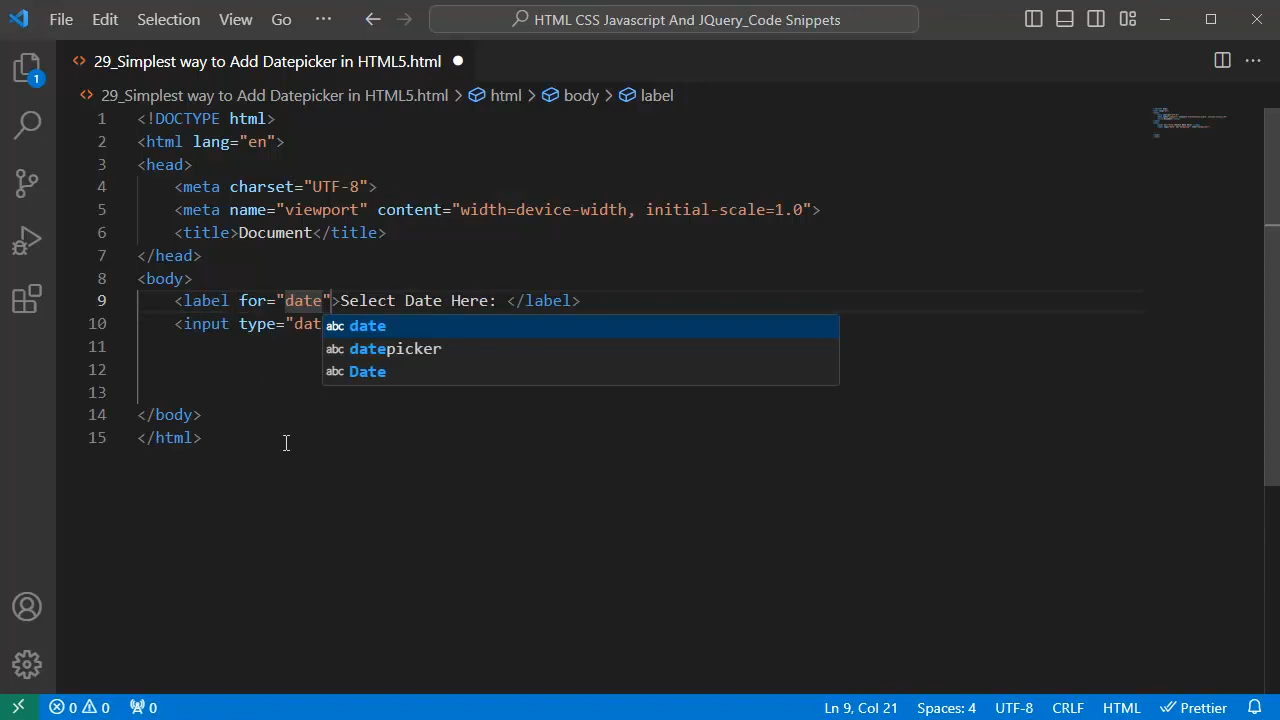 File Edit Selection View Go ··· HTML CSS Javascript And JQuery_Code Snippets
29_Simplest way to Add Datepicker in HTML5.html
29_Simplest way to Add Datepicker in HTML5.html > html > body > label
1 <!DOCTYPE html>
2 <html lang="en">
3 <head>
4 <meta charset="UTF-8">
5 <meta name="viewport" content="width=device-width, initial-scale=1.0">
6 <title>Document</title>
7 </head>
8 <body>
9 <label for="date">Select Date Here: </label>
10 <input type="dat
abc date
11
abc datepicker
12
abc Date
13
14 </body>
15 </html>
1
0 0 0 Ln 9, Col 21 Spaces: 4 UTF-8 CRLF HTML Prettier